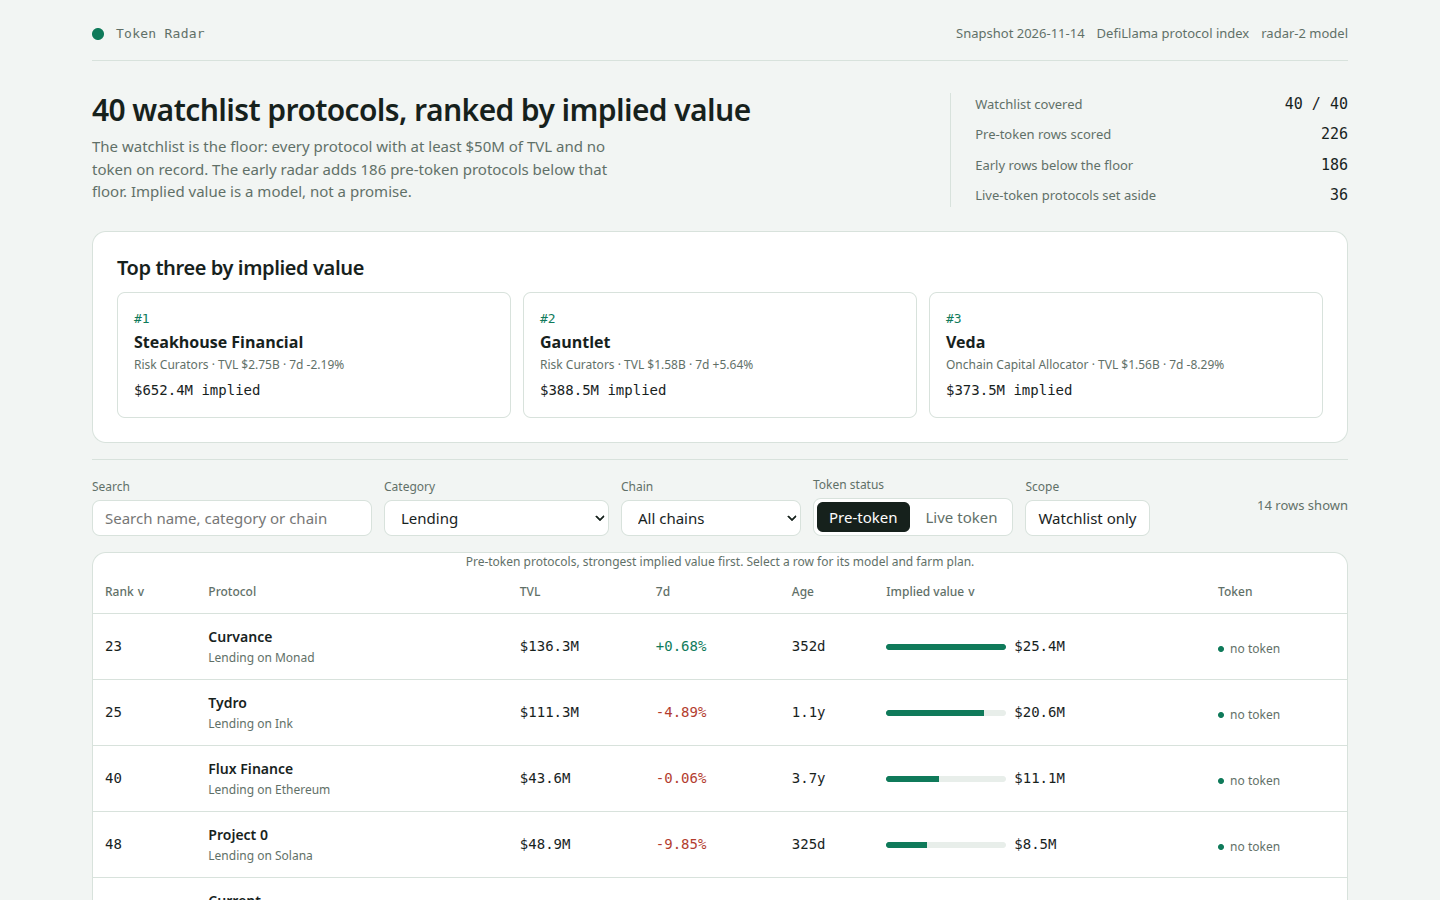 Token Radar
Snapshot 2026-11-14 DefiLlama protocol index radar-2 model
40 watchlist protocols, ranked by implied value
The watchlist is the floor: every protocol with at least $50M of TVL and no
token on record. The early radar adds 186 pre-token protocols below that
floor. Implied value is a model, not a promise.
Watchlist covered 40 / 40
Pre-token rows scored 226
Early rows below the floor 186
Live-token protocols set aside 36
Top three by implied value
#1
Steakhouse Financial
Risk Curators · TVL $2.75B · 7d -2.19%
$652.4M implied
#2
Gauntlet
Risk Curators · TVL $1.58B · 7d +5.64%
$388.5M implied
#3
Veda
Onchain Capital Allocator · TVL $1.56B · 7d -8.29%
$373.5M implied
Search
Search name, category or chain
Category
Lending
Chain
All chains
Token status
Pre-token Live token
Scope
Watchlist only
14 rows shown
Pre-token protocols, strongest implied value first. Select a row for its model and farm plan.
Rank v Protocol TVL 7d Age Implied value v Token
23 Curvance $136.3M +0.68% 352d $25.4M no token
Lending on Monad
25 Tydro $111.3M -4.89% 1.1y $20.6M no token
Lending on Ink
40 Flux Finance $43.6M -0.06% 3.7y $11.1M no token
Lending on Ethereum
48 Project 0 $48.9M -9.85% 325d $8.5M no token
Lending on Solana
Current